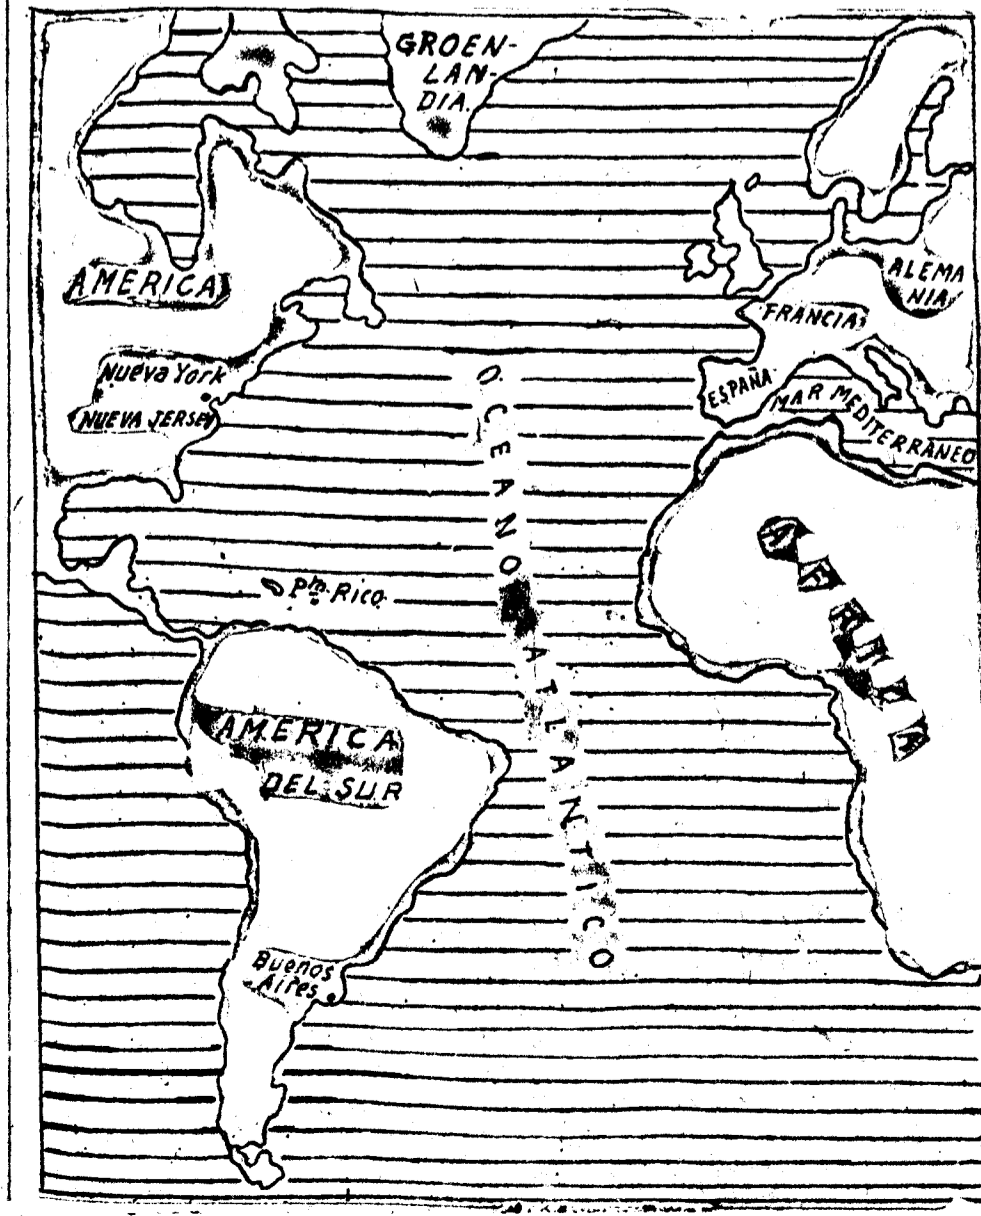 GROEN-
LAN-
DIA.
AMERICA
ALEMA
NIA
FRANCIA
Nueva York
NUEVA JERSEY
ESPAÑA
MAR MEDITERRANEO
OCEANO ATLANTICO
AFRICA
Pto. Rico
AMERICA
DEL SUR
Buenos
Aires